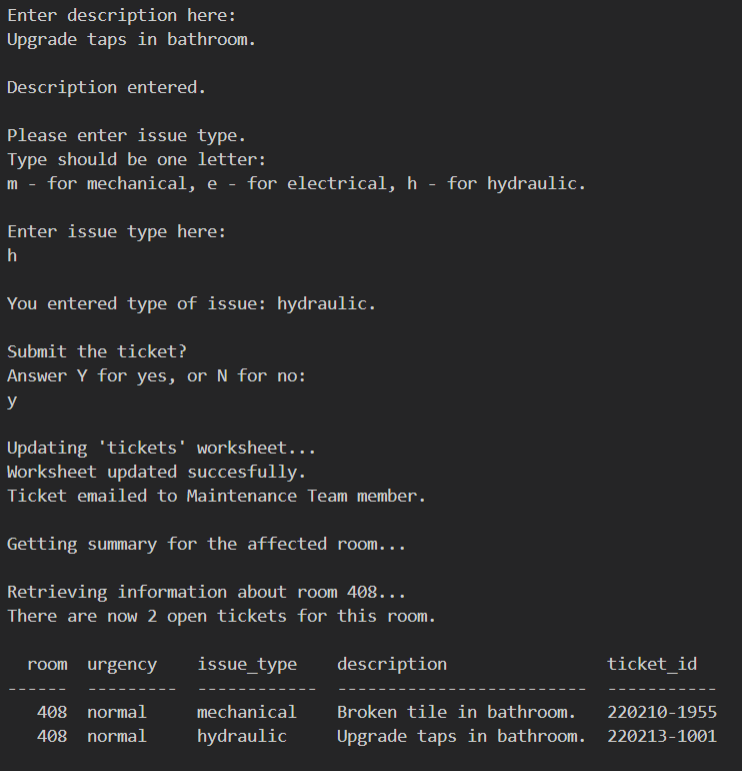 Enter description here:
Upgrade taps in bathroom.
Description entered.
Please enter issue type.
Type should be one letter:
m - for mechanical, e - for electrical, h - for hydraulic.
Enter issue type here:
h
You entered type of issue: hydraulic.
Submit the ticket?
Answer Y for yes, or N for no:
y
Updating 'tickets' worksheet...
Worksheet updated succesfully.
Ticket emailed to Maintenance Team member.
Getting summary for the affected room...
Retrieving information about room 408...
There are now 2 open tickets for this room.
room  urgency    issue_type    description                ticket_id
------  ---------  ------------  -------------------------  -----------
408  normal     mechanical    Broken tile in bathroom.   220210-1955
408  normal     hydraulic     Upgrade taps in bathroom.  220213-1001